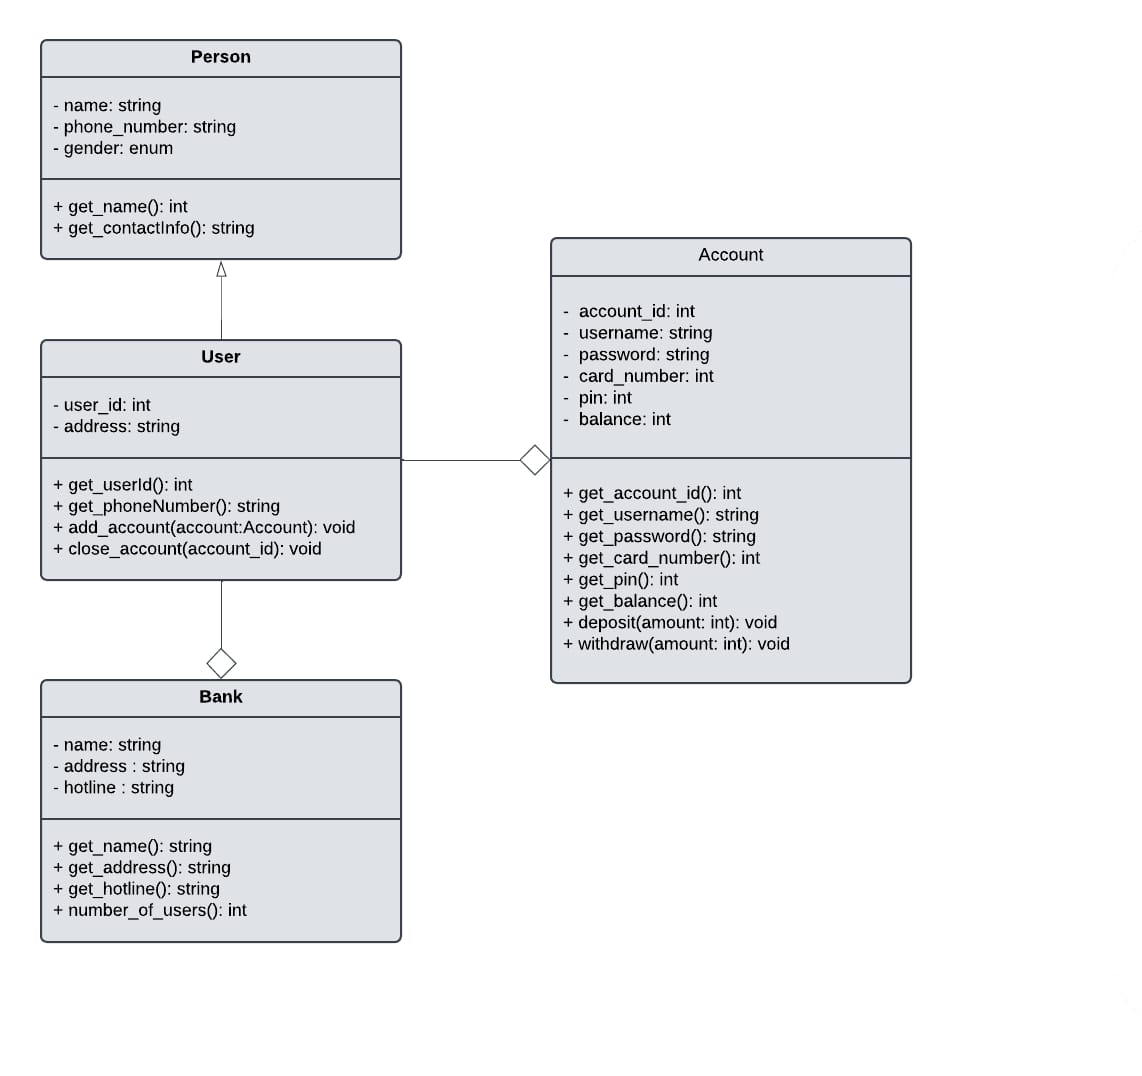 Person
- name: string
- phone_number: string
- gender: enum
+ get_name(): int
+ get_contactInfo(): string
User
- user_id: int
- address: string
+ get_userId(): int
+ get_phoneNumber(): string
+ add_account(account:Account): void
+ close_account(account_id): void
Bank
- name: string
- address : string
- hotline : string
+ get_name(): string
+ get_address(): string
+ get_hotline(): string
+ number_of_users(): int
Account
- account_id: int
- username: string
- password: string
- card_number: int
- pin: int
- balance: int
+ get_account_id(): int
+ get_username(): string
+ get_password(): string
+ get_card_number(): int
+ get_pin(): int
+ get_balance(): int
+ deposit(amount: int): void
+ withdraw(amount: int): void